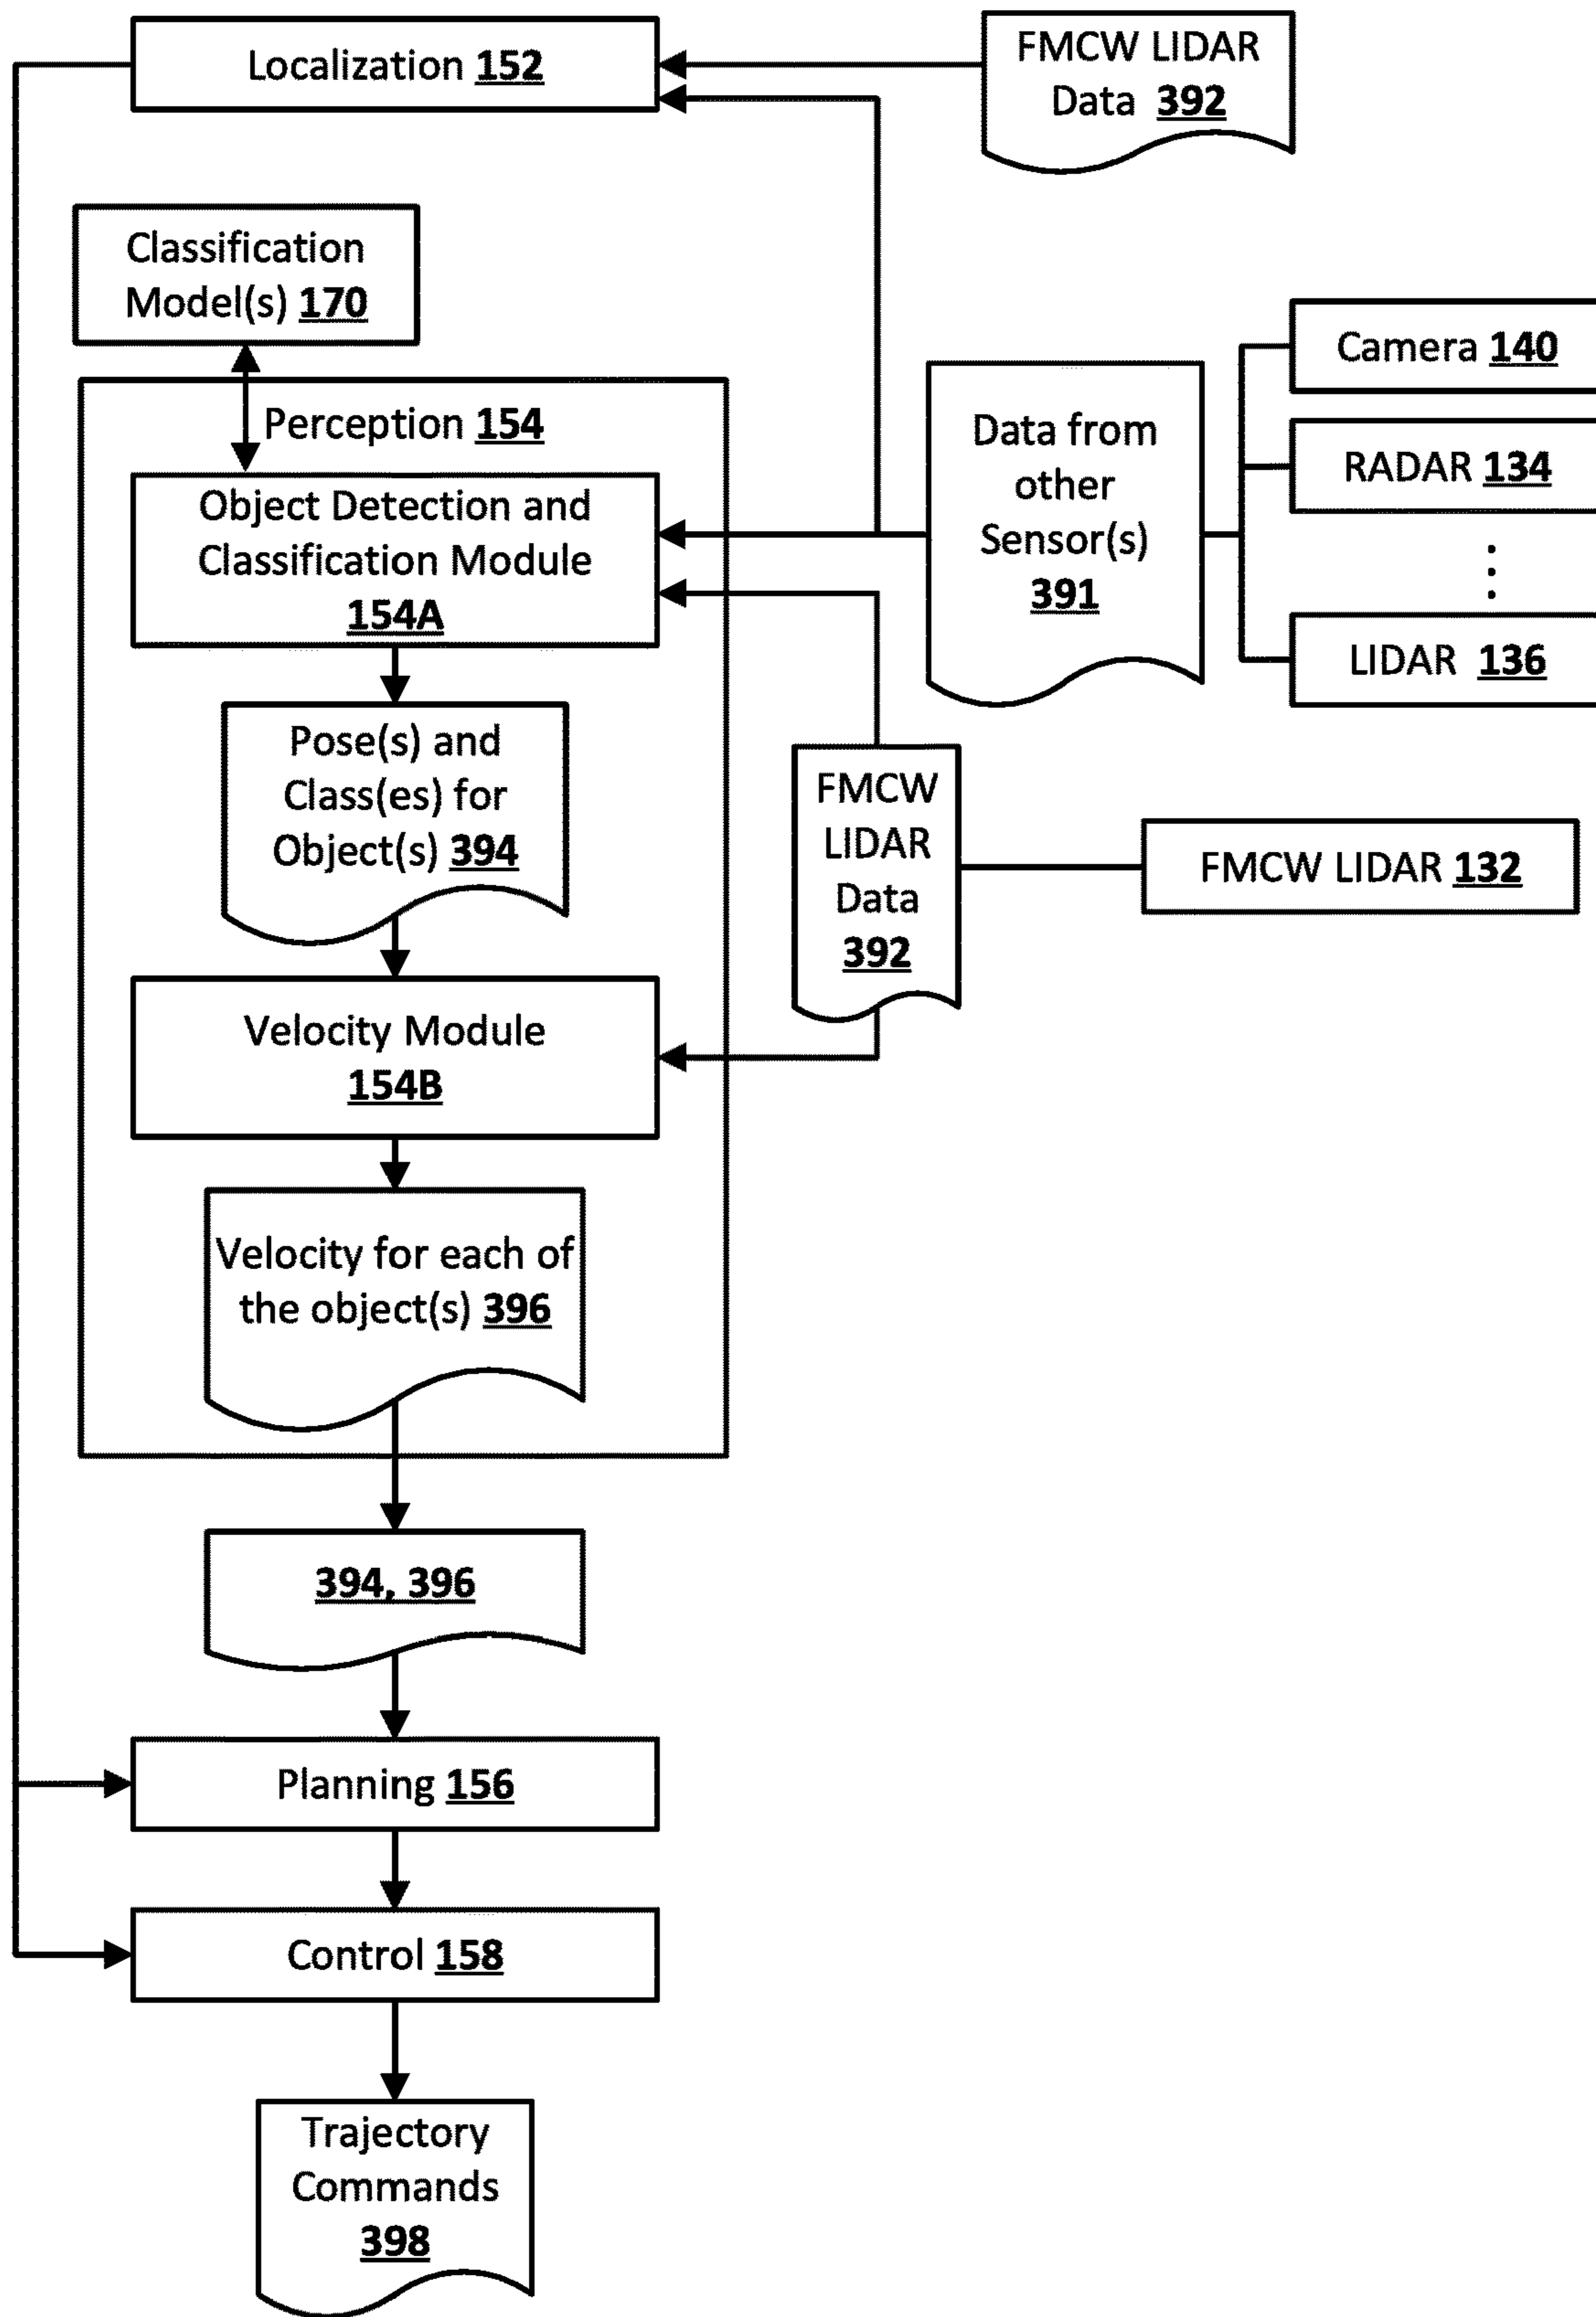 Localization 152
FMCW LIDAR
Data 392
Classification
Model(s) 170
Perception 154
Object Detection and
Classification Module
154A
Data from
other
Sensor(s)
391
Camera 140
RADAR 134
LIDAR 136
Pose(s) and
Class(es) for
Object(s) 394
FMCW
LIDAR
Data
392
FMCW LIDAR 132
Velocity Module
154B
Velocity for each of
the object(s) 396
394, 396
Planning 156
Control 158
Trajectory
Commands
398